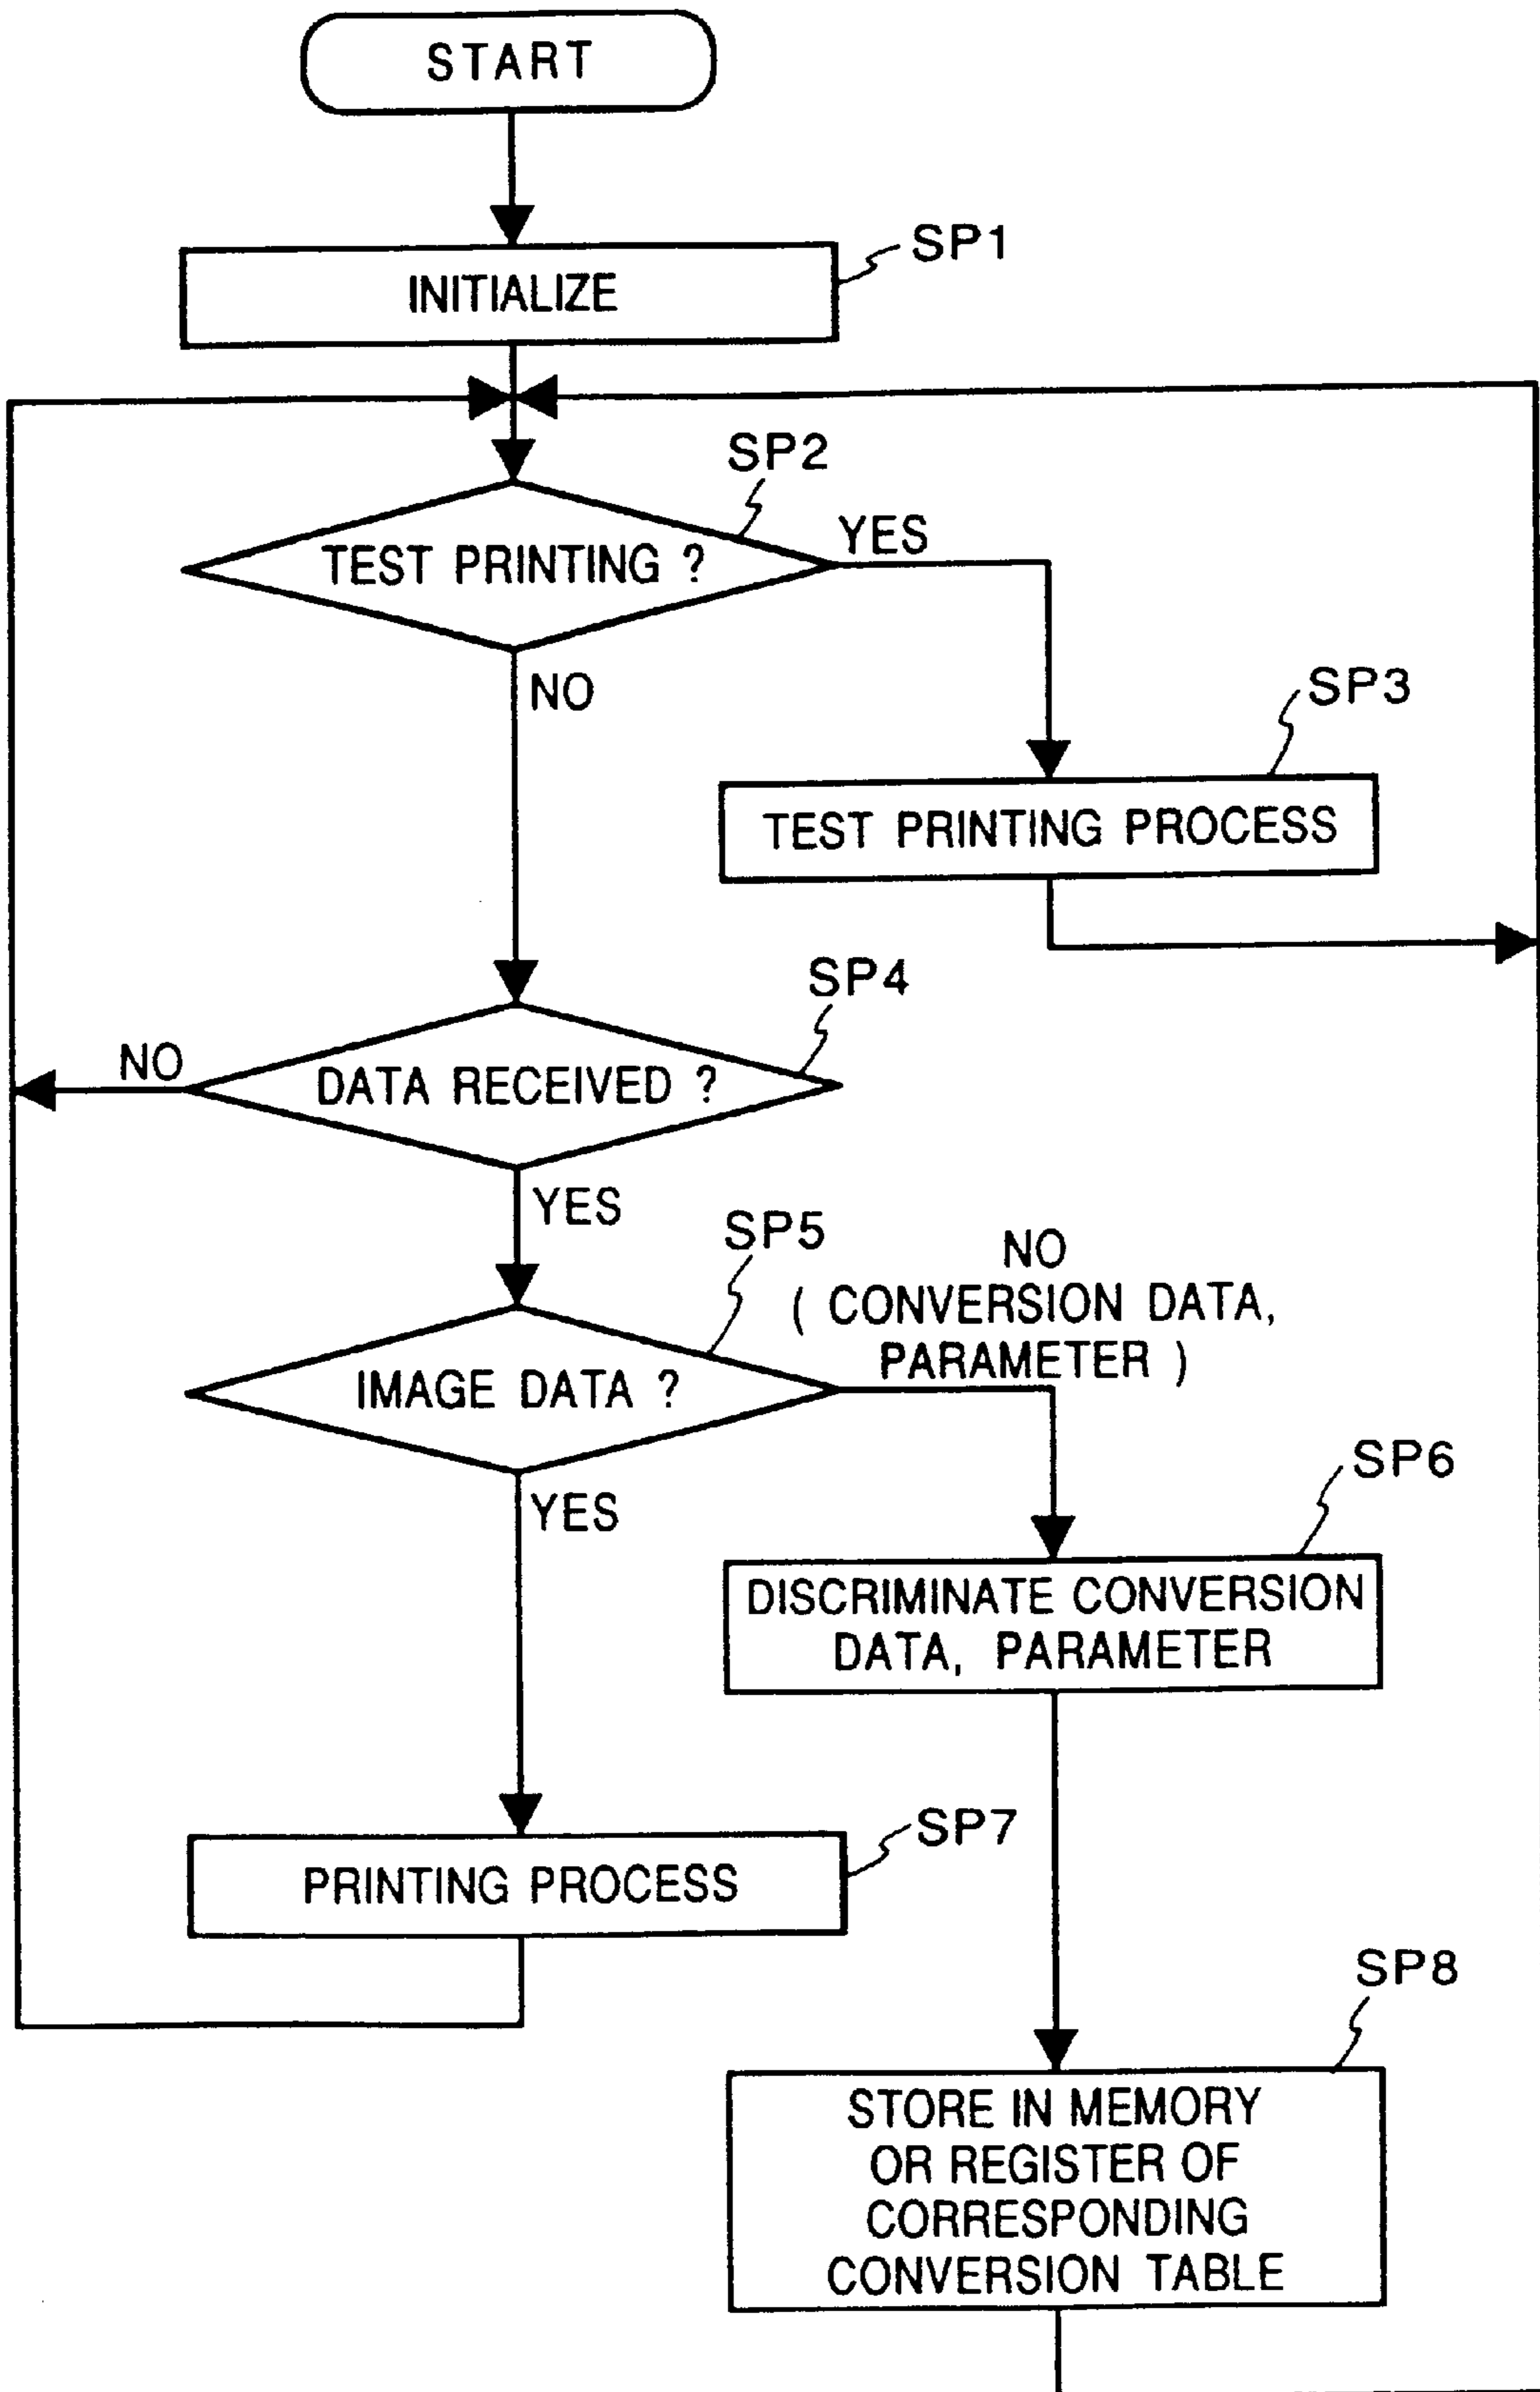 START
SP1
INITIALIZE
SP2
TEST PRINTING ?
YES
NO
SP3
TEST PRINTING PROCESS
SP4
NO
DATA RECEIVED ?
YES
SP5
NO
( CONVERSION DATA,
PARAMETER )
IMAGE DATA ?
YES
SP6
DISCRIMINATE CONVERSION
DATA, PARAMETER
SP7
PRINTING PROCESS
SP8
STORE IN MEMORY
OR REGISTER OF
CORRESPONDING
CONVERSION TABLE